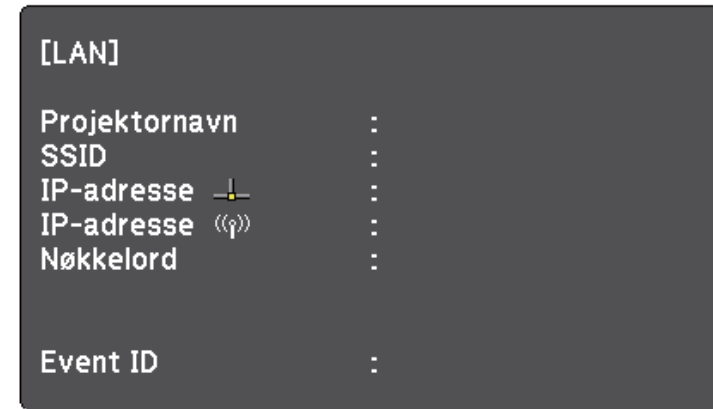 [LAN]
Projektornavn :
SSID :
IP-adresse :
IP-adresse :
Nøkkelord :
Event ID :